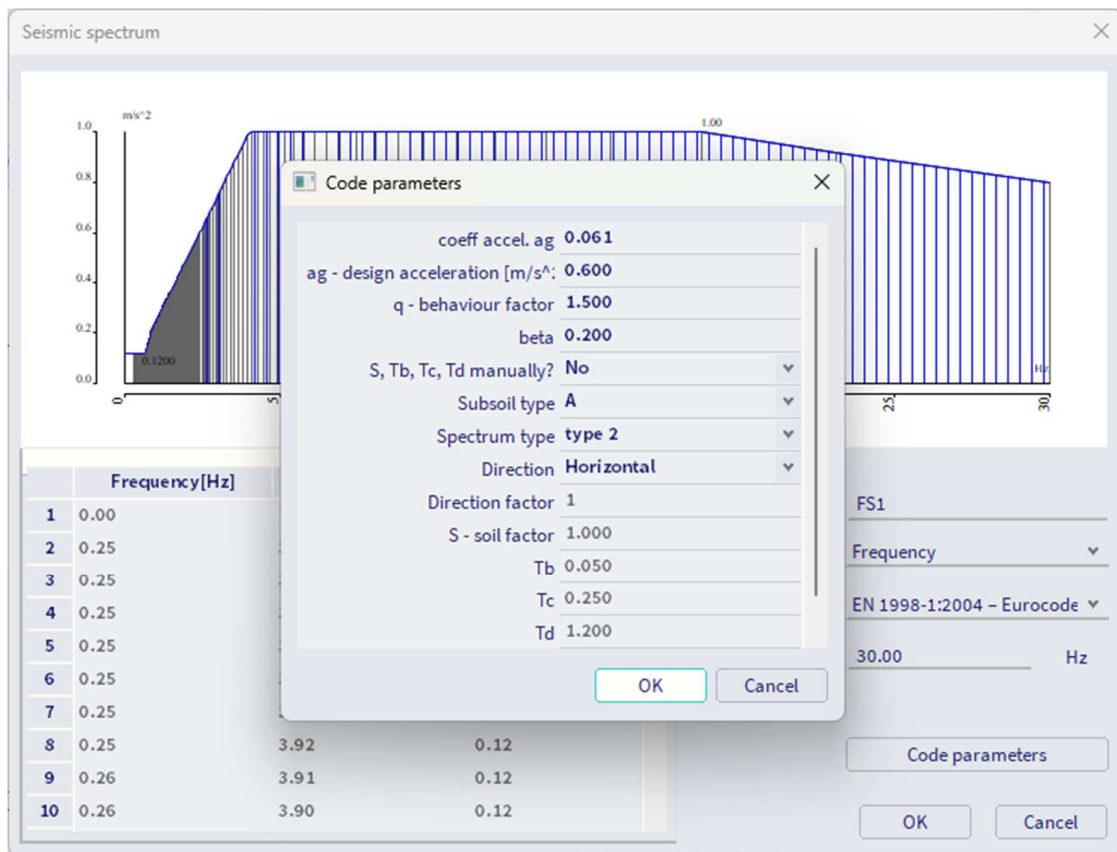 Seismic spectrum
m/s^2
1.0
0.8
0.6
0.4
0.2
0.0
1.00
0.1200
Hz
0
5
25
30
Code parameters
coeff accel. ag 0.061
ag - design acceleration [m/s^: 0.600
q - behaviour factor 1.500
beta 0.200
S, Tb, Tc, Td manually? No
Subsoil type A
Spectrum type type 2
Direction Horizontal
Direction factor 1
S - soil factor 1.000
Tb 0.050
Tc 0.250
Td 1.200
OK Cancel
Frequency[Hz]
1 0.00
2 0.25
3 0.25
4 0.25
5 0.25
6 0.25
7 0.25
8 0.25 3.92 0.12
9 0.26 3.91 0.12
10 0.26 3.90 0.12
FS1
Frequency
EN 1998-1:2004 – Eurocode
30.00 Hz
Code parameters
OK Cancel